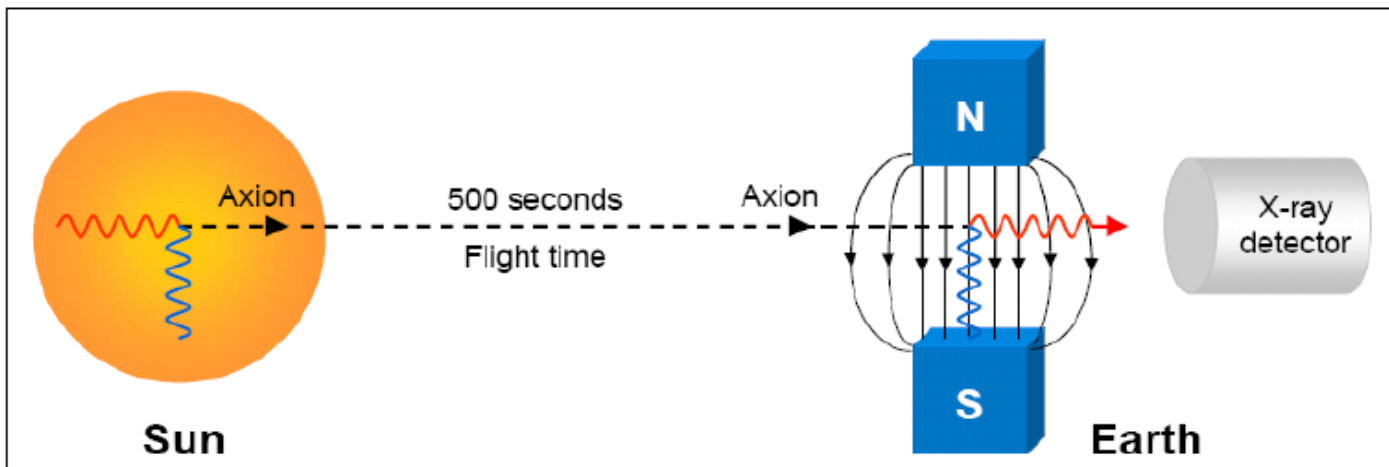 N
Axion
500 seconds
Axion
Flight time
X-ray
detector
S
Sun
Earth